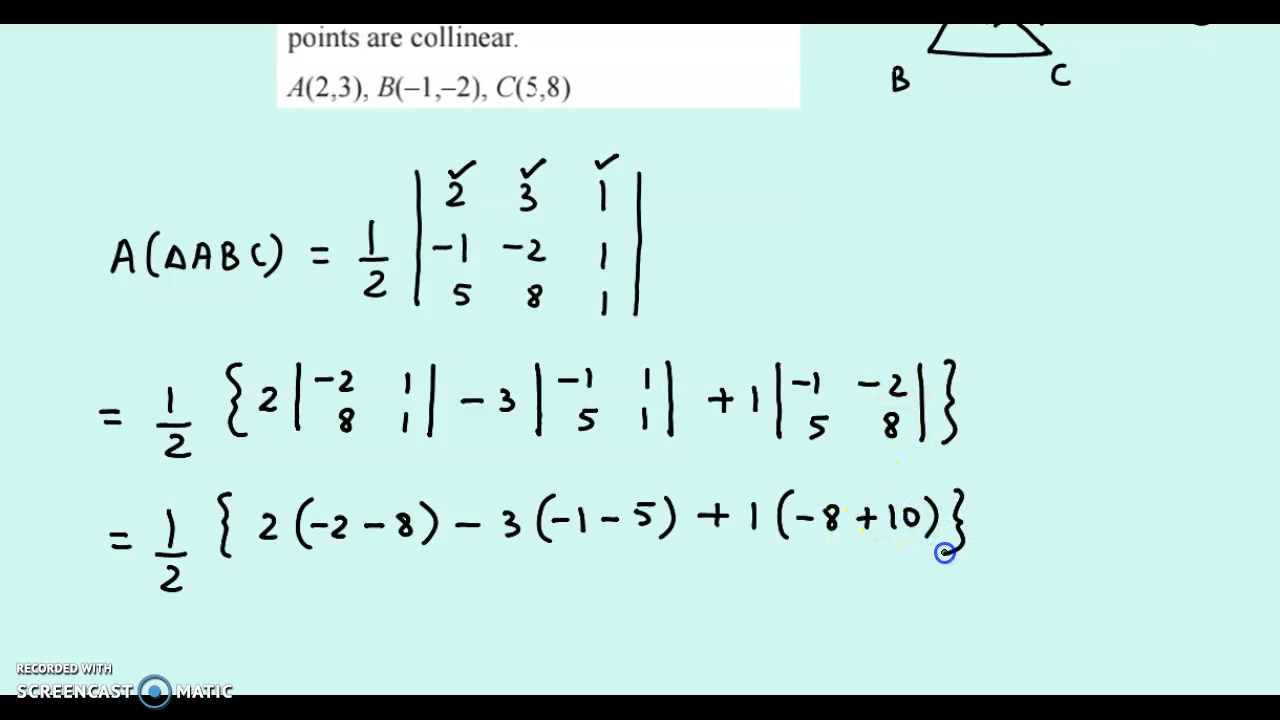 points are collinear.
A(2,3), B(–1,–2), C(5,8)
B C
A(ΔABC) = 1/2 | 2 3 1 |
| -1 -2 1 |
| 5 8 1 |
= 1/2 { 2 | -2 1 | - 3 | -1 1 | + 1 | -1 -2 | }
| 8 1 | | 5 1 | | 5 8 |
= 1/2 { 2 (-2 - 8) - 3 (-1 - 5) + 1 (-8 + 10) }
RECORDED WITH
SCREENCAST MATIC